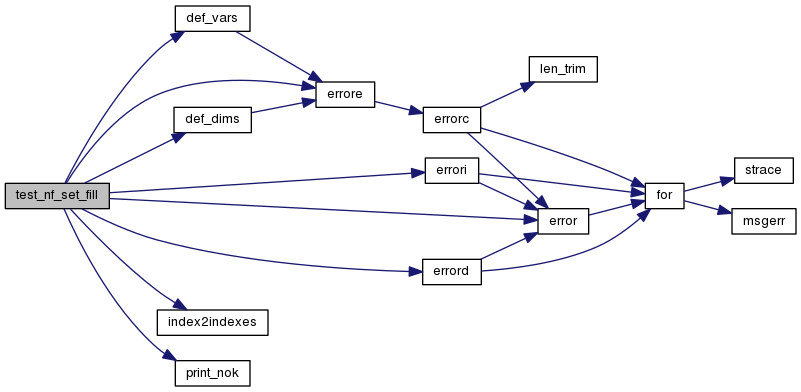 def_vars
len_trim
errore
def_dims
errorc
errori
strace
test_nf_set_fill
for
error
msgerr
errord
index2indexes
print_nok